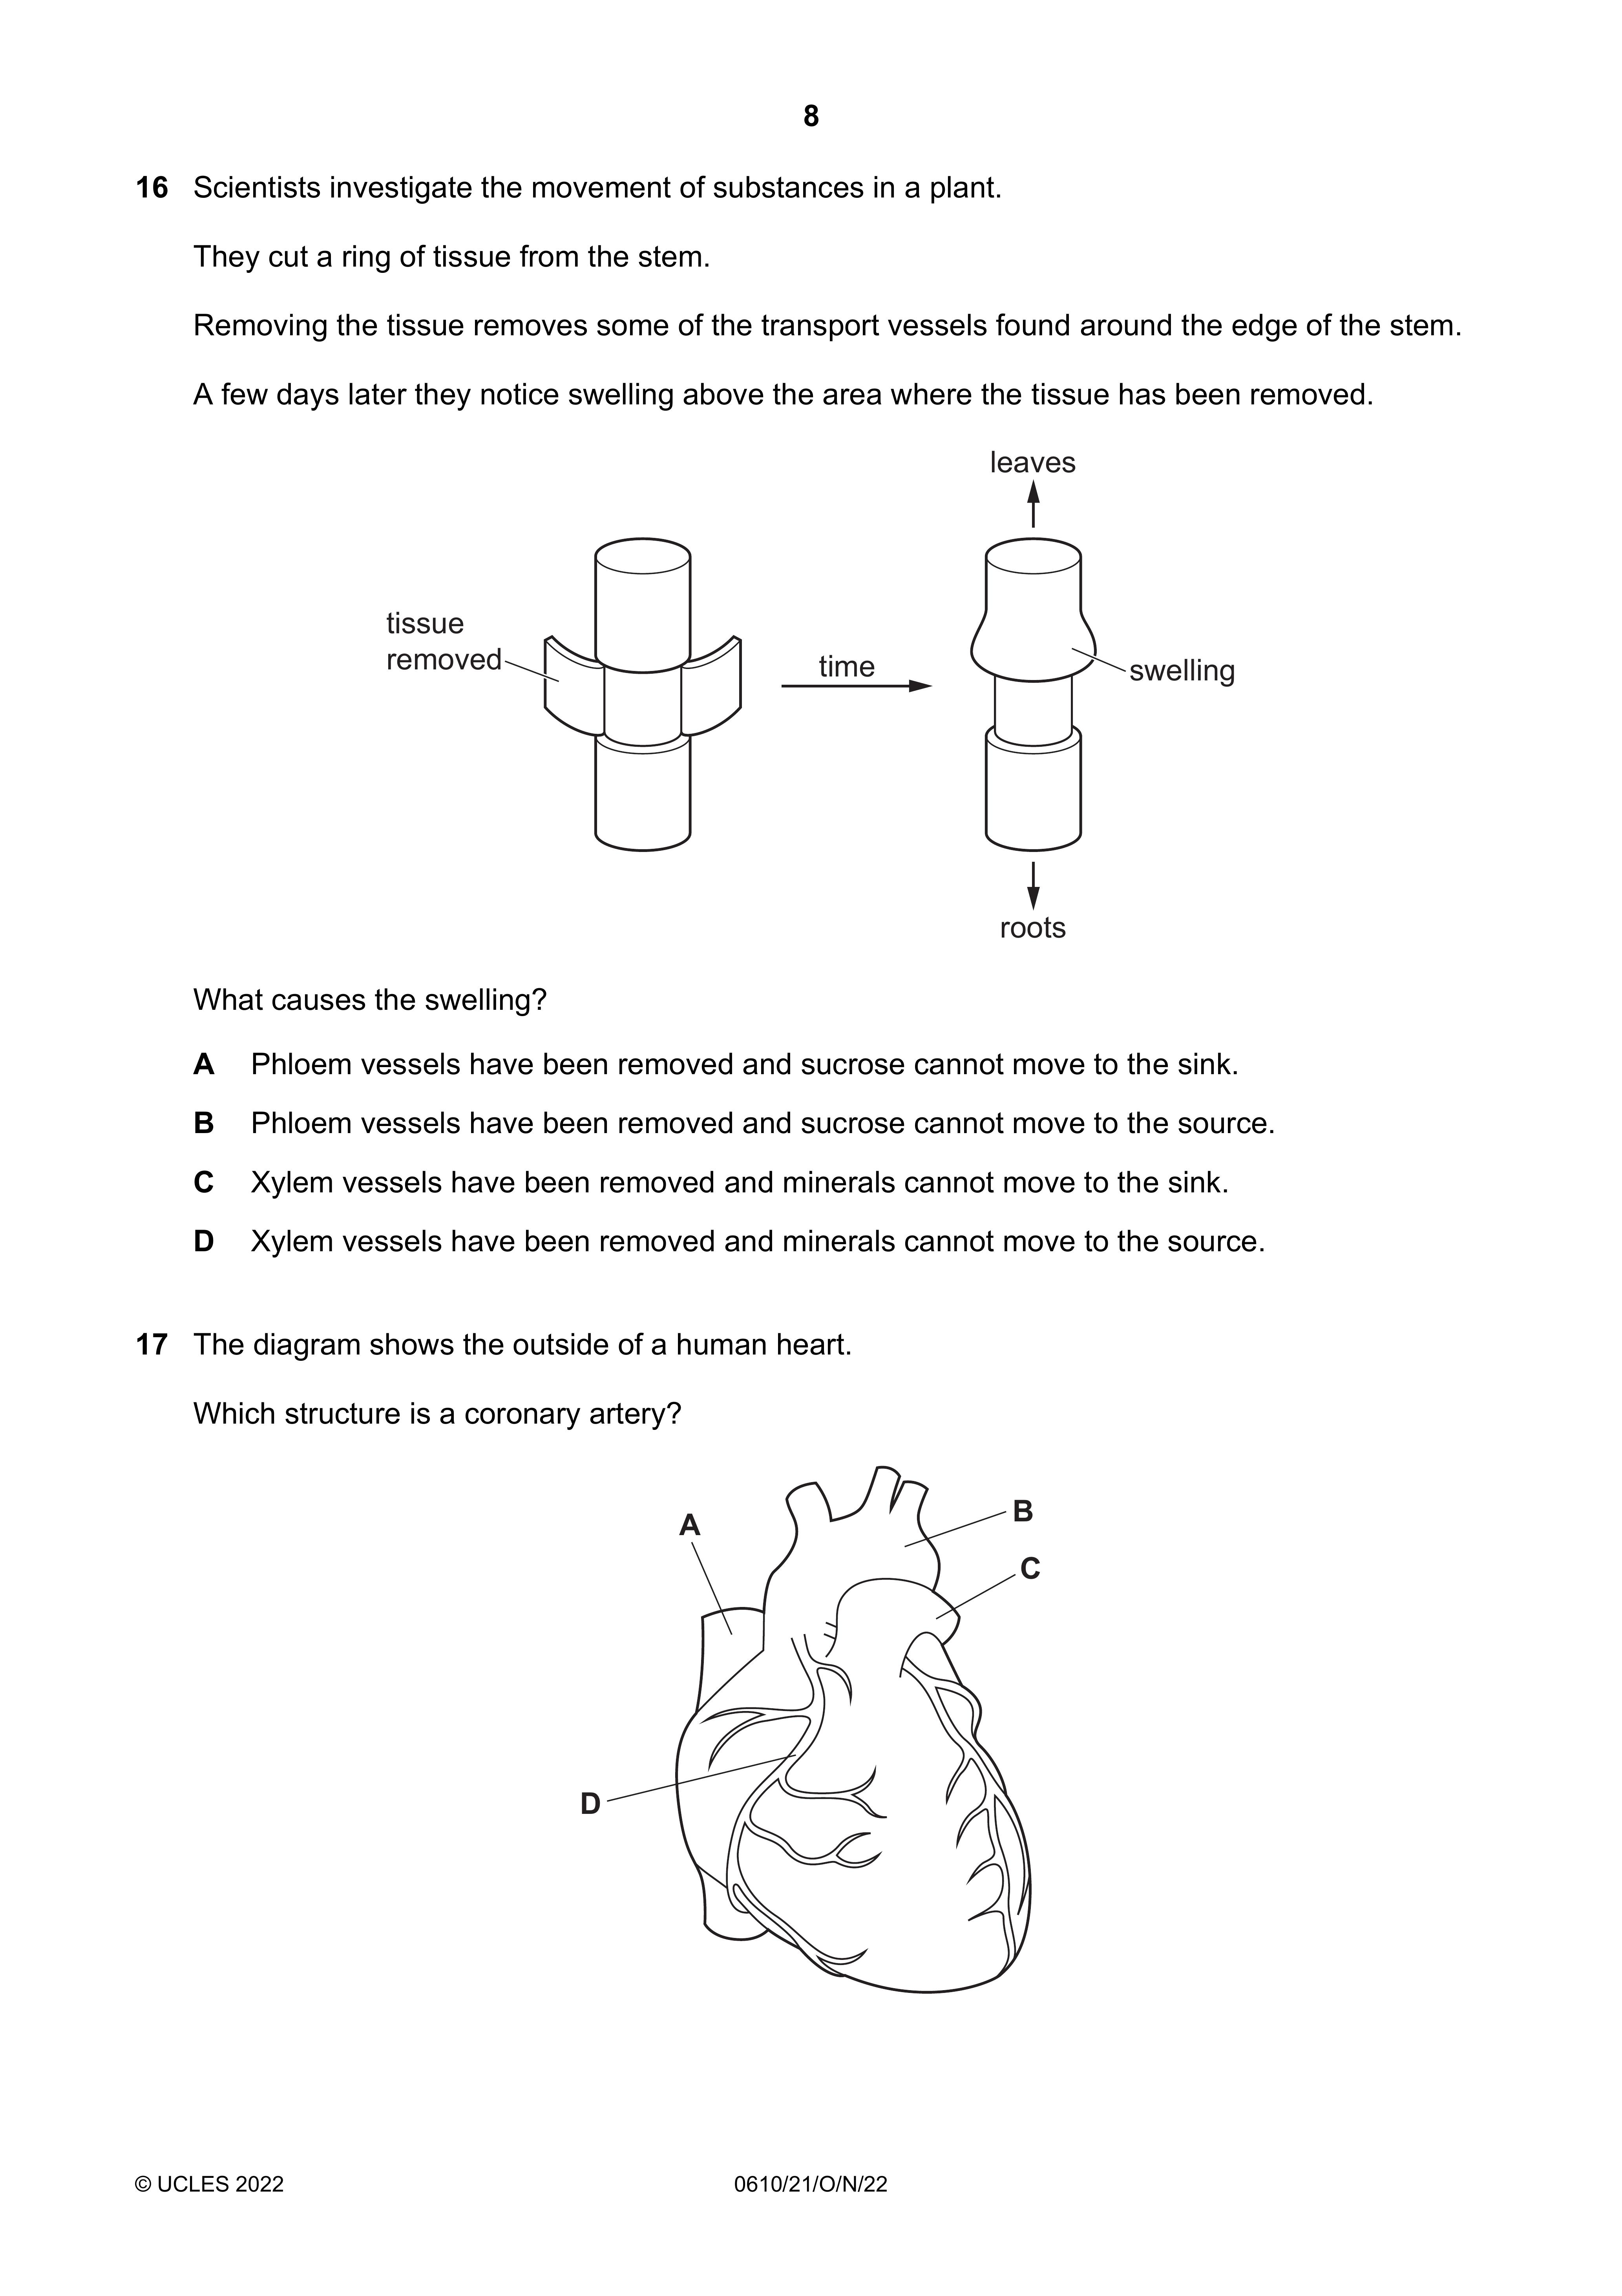 8
16 Scientists investigate the movement of substances in a plant.
They cut a ring of tissue from the stem.
Removing the tissue removes some of the transport vessels found around the edge of the stem.
A few days later they notice swelling above the area where the tissue has been removed.
leaves
tissue
removed
time
swelling
roots
What causes the swelling?
A Phloem vessels have been removed and sucrose cannot move to the sink.
B Phloem vessels have been removed and sucrose cannot move to the source.
C Xylem vessels have been removed and minerals cannot move to the sink.
D Xylem vessels have been removed and minerals cannot move to the source.
17 The diagram shows the outside of a human heart.
Which structure is a coronary artery?
A
B
C
D
© UCLES 2022 0610/21/O/N/22